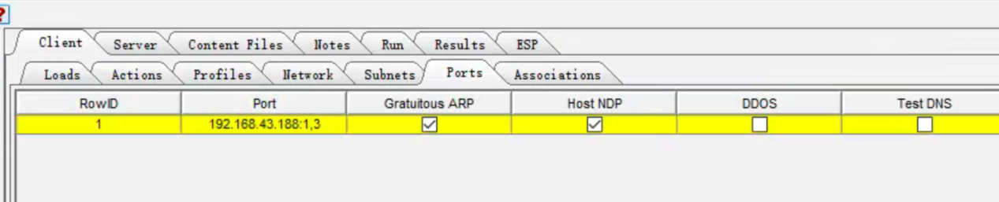 ?
Client Server Content Files Notes Run Results ESP
Loads Actions Profiles Network Subnets Ports Associations
RowID Port Gratuitous ARP Host NDP DDOS Test DNS
1 192.168.43.188:1,3